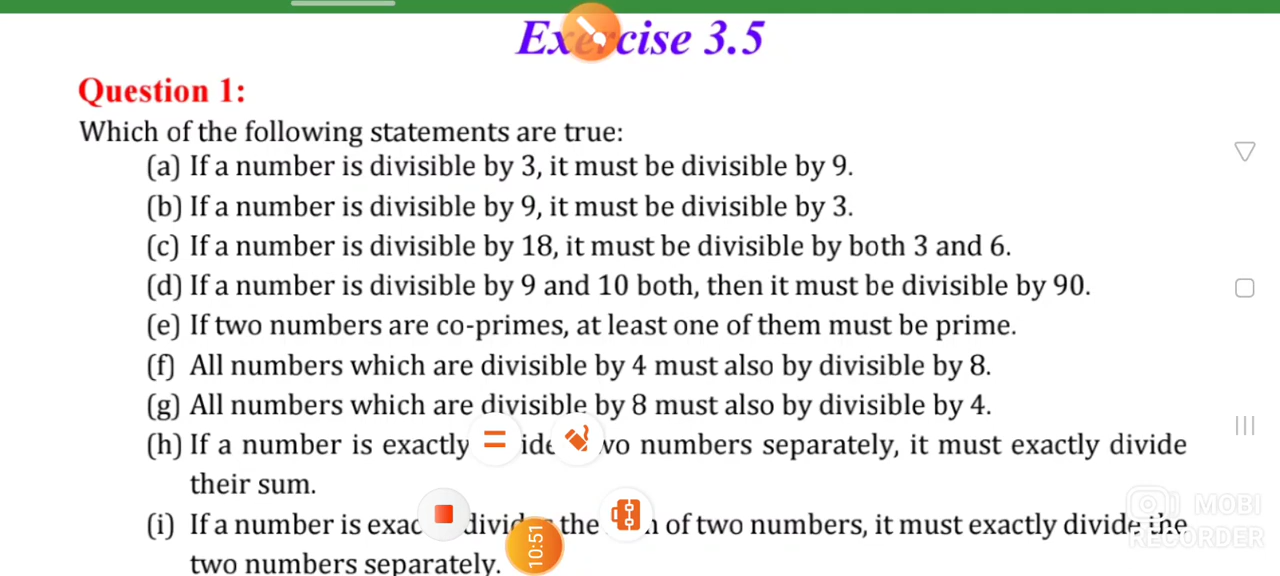 Exercise 3.5
Question 1:
Which of the following statements are true:
(a) If a number is divisible by 3, it must be divisible by 9.
(b) If a number is divisible by 9, it must be divisible by 3.
(c) If a number is divisible by 18, it must be divisible by both 3 and 6.
(d) If a number is divisible by 9 and 10 both, then it must be divisible by 90.
(e) If two numbers are co-primes, at least one of them must be prime.
(f) All numbers which are divisible by 4 must also by divisible by 8.
(g) All numbers which are divisible by 8 must also by divisible by 4.
(h) If a number is exactly numbers separately, it must exactly divide
their sum.
(i) If a number is the of two numbers, it must exactly divide the
two numbers separately.
10:51
MOBI
RECORDER